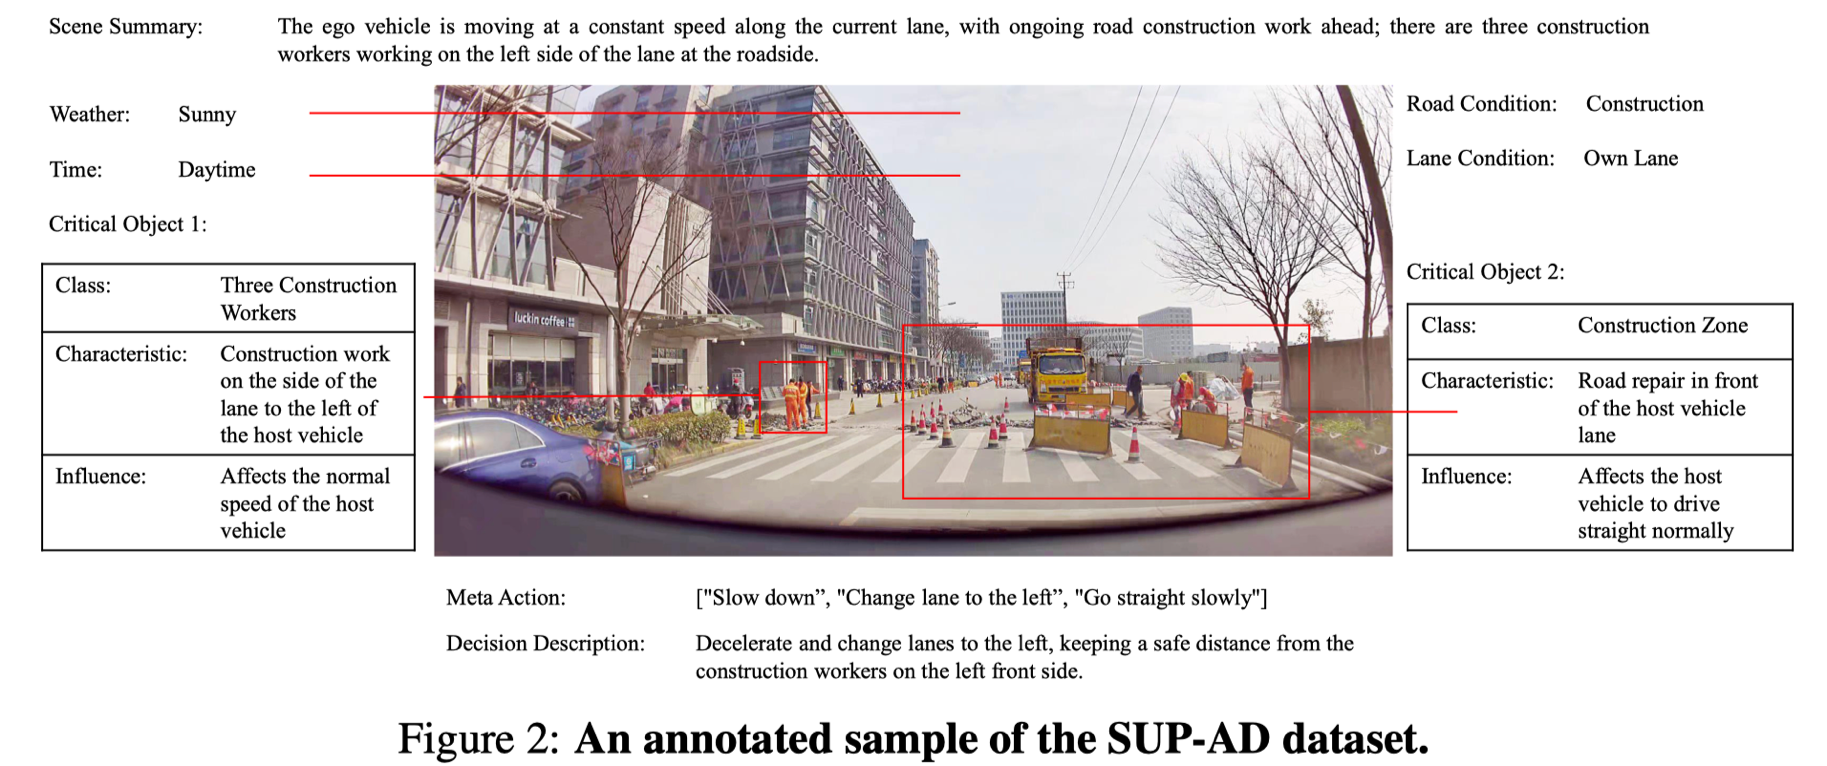 Scene Summary: The ego vehicle is moving at a constant speed along the current lane, with ongoing road construction work ahead; there are three construction
workers working on the left side of the lane at the roadside.
Weather: Sunny
Time: Daytime
Critical Object 1:
Class: Three Construction
Workers
Characteristic: Construction work
on the side of the
lane to the left of
the host vehicle
Influence: Affects the normal
speed of the host
vehicle
luckin coffee
Road Condition: Construction
Lane Condition: Own Lane
Critical Object 2:
Class: Construction Zone
Characteristic: Road repair in front
of the host vehicle
lane
Influence: Affects the host
vehicle to drive
straight normally
Meta Action: ["Slow down”, "Change lane to the left”, "Go straight slowly"]
Decision Description: Decelerate and change lanes to the left, keeping a safe distance from the
construction workers on the left front side.
Figure 2: An annotated sample of the SUP-AD dataset.